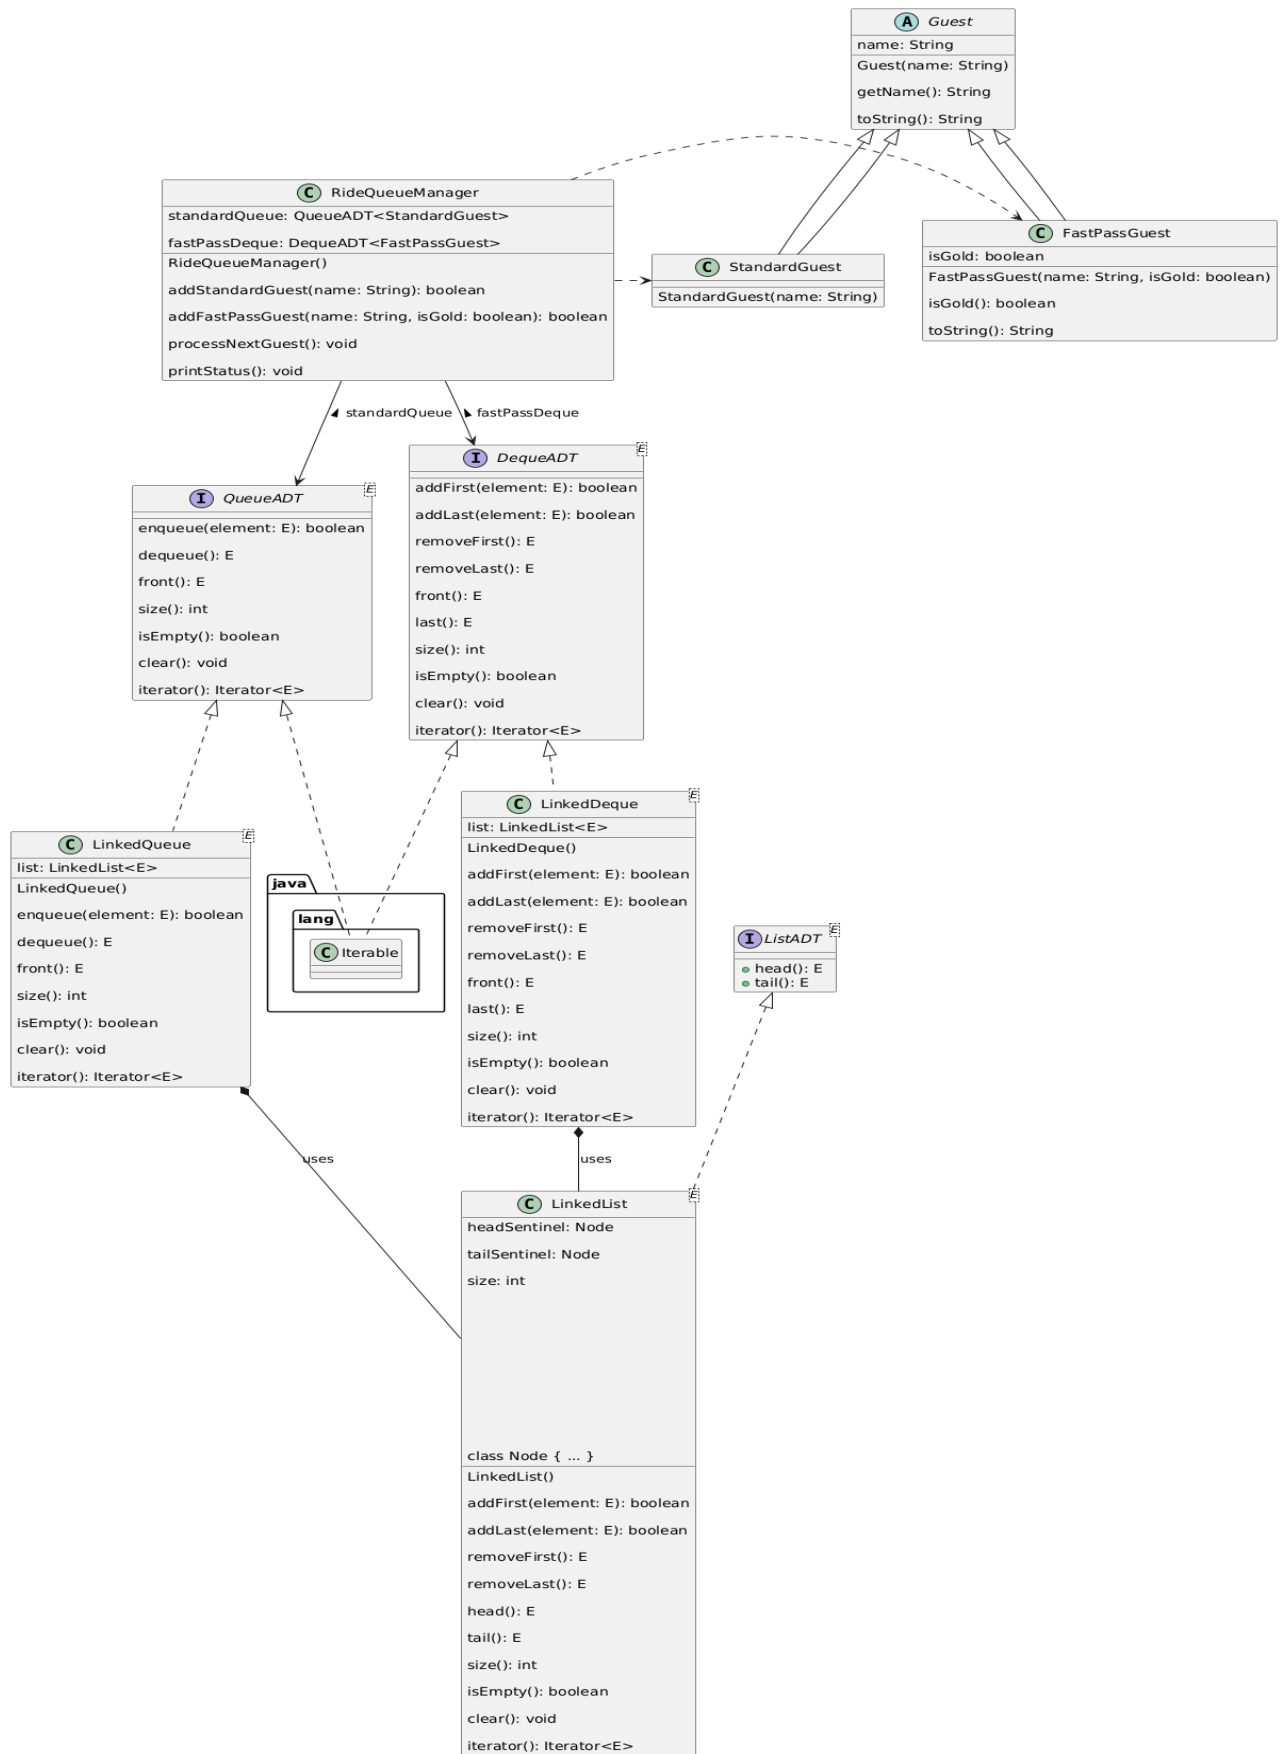 A Guest
name: String
Guest(name: String)
getName(): String
toString(): String
C RideQueueManager
standardQueue: QueueADT<StandardGuest>
fastPassDeque: DequeADT<FastPassGuest>
RideQueueManager()
addStandardGuest(name: String): boolean
addFastPassGuest(name: String, isGold: boolean): boolean
processNextGuest(): void
printStatus(): void
C StandardGuest
StandardGuest(name: String)
C FastPassGuest
isGold: boolean
FastPassGuest(name: String, isGold: boolean)
isGold(): boolean
toString(): String
standardQueue
fastPassDeque
I QueueADT E
enqueue(element: E): boolean
dequeue(): E
front(): E
size(): int
isEmpty(): boolean
clear(): void
iterator(): Iterator<E>
I DequeADT E
addFirst(element: E): boolean
addLast(element: E): boolean
removeFirst(): E
removeLast(): E
front(): E
last(): E
size(): int
isEmpty(): boolean
clear(): void
iterator(): Iterator<E>
C LinkedQueue E
list: LinkedList<E>
LinkedQueue()
enqueue(element: E): boolean
dequeue(): E
front(): E
size(): int
isEmpty(): boolean
clear(): void
iterator(): Iterator<E>
java
lang
C Iterable
C LinkedDeque E
list: LinkedList<E>
LinkedDeque()
addFirst(element: E): boolean
addLast(element: E): boolean
removeFirst(): E
removeLast(): E
front(): E
last(): E
size(): int
isEmpty(): boolean
clear(): void
iterator(): Iterator<E>
I ListADT E
head(): E
tail(): E
uses
uses
C LinkedList E
headSentinel: Node
tailSentinel: Node
size: int
class Node { ... }
LinkedList()
addFirst(element: E): boolean
addLast(element: E): boolean
removeFirst(): E
removeLast(): E
head(): E
tail(): E
size(): int
isEmpty(): boolean
clear(): void
iterator(): Iterator<E>